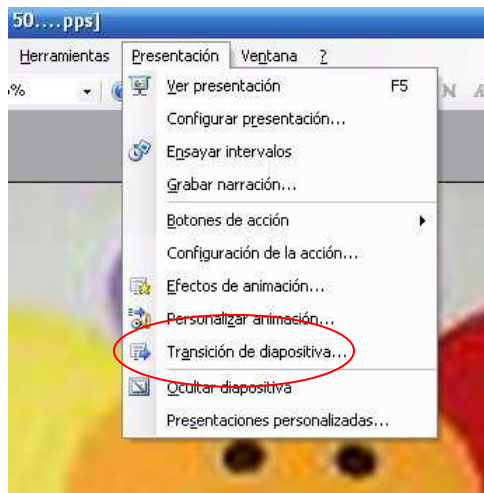 50....pps]
Herramientas Presentación Ventana ?
%
Ver presentación F5
Configurar presentación...
Ensayar intervalos
Grabar narración...
Botones de acción
Configuración de la acción...
Efectos de animación...
Personalizar animación...
Transición de diapositiva...
Ocultar diapositiva
Presentaciones personalizadas...